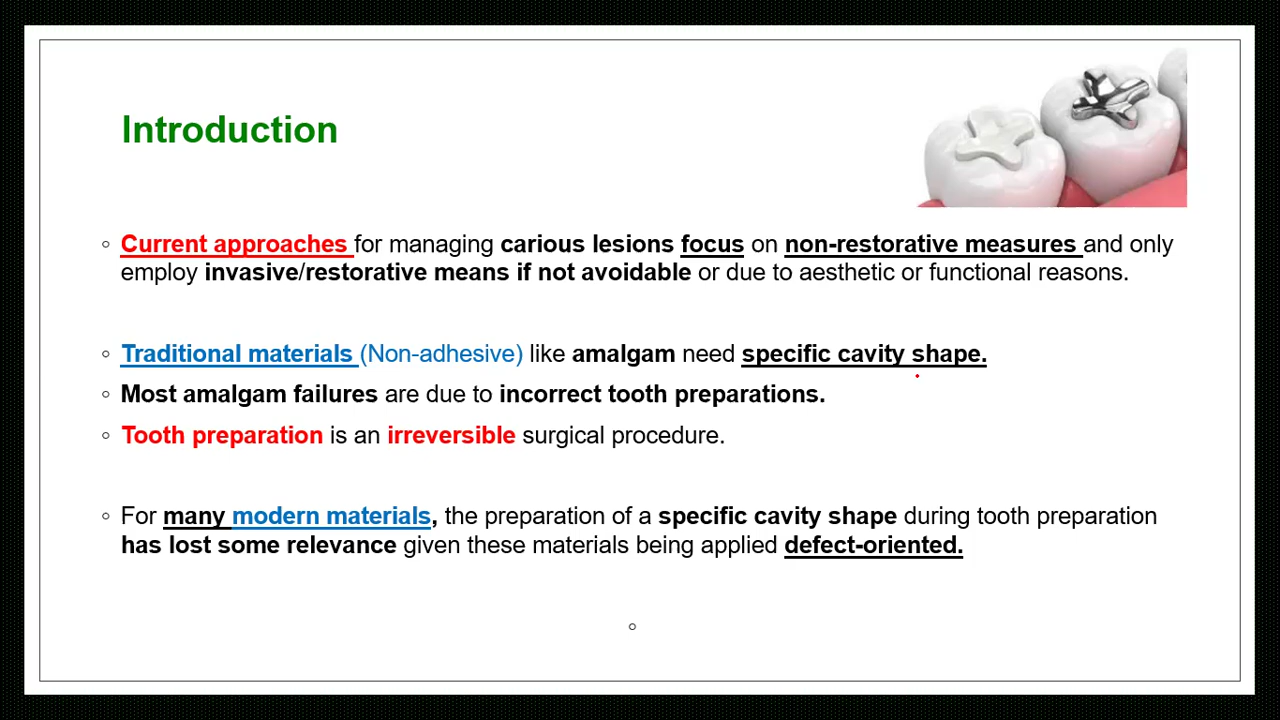 Introduction
◦ Current approaches for managing carious lesions focus on non-restorative measures and only
employ invasive/restorative means if not avoidable or due to aesthetic or functional reasons.
◦ Traditional materials (Non-adhesive) like amalgam need specific cavity shape.
◦ Most amalgam failures are due to incorrect tooth preparations.
◦ Tooth preparation is an irreversible surgical procedure.
◦ For many modern materials, the preparation of a specific cavity shape during tooth preparation
has lost some relevance given these materials being applied defect-oriented.
◦